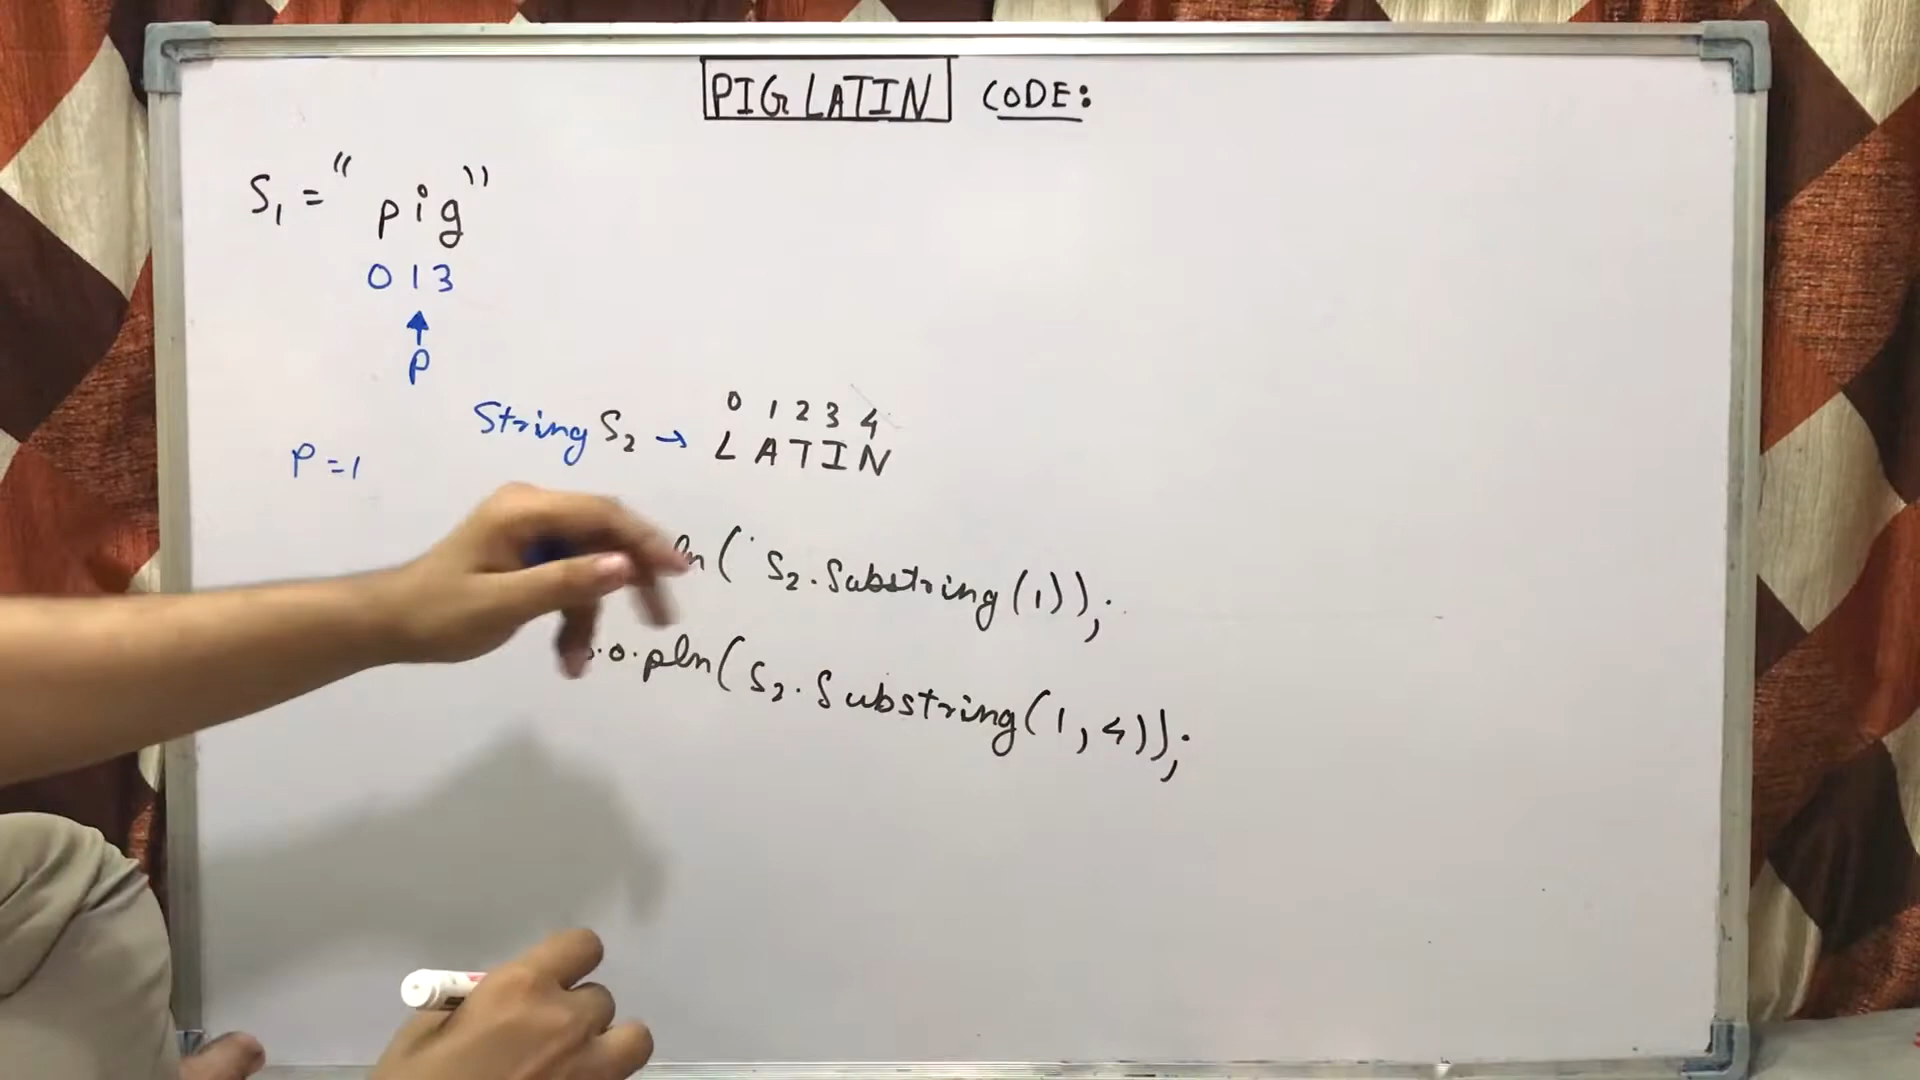 PIG LATIN CODE:
S1 = "pig"
0 1 3
P
0 1 2 3 4
String S2 → LATIN
P=1
ln(S2.Substring(1));
.o.pln(S2.Substring(1,4));